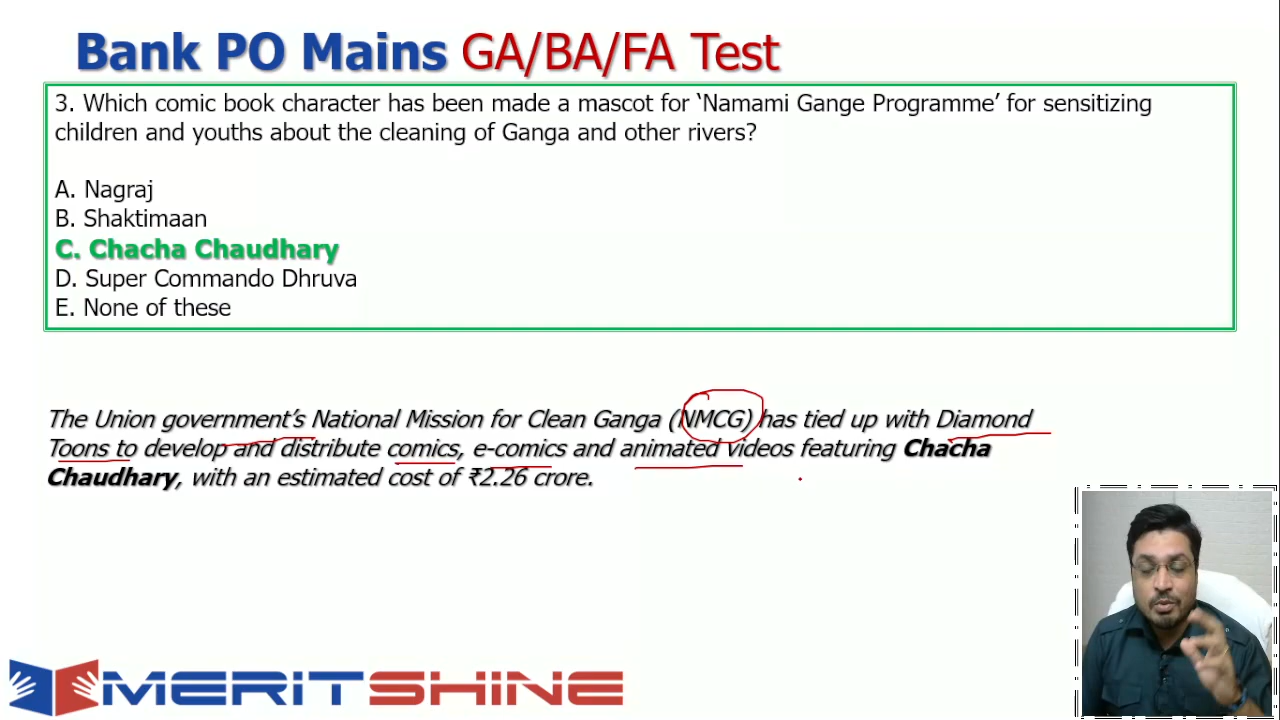 Bank PO Mains GA/BA/FA Test
3. Which comic book character has been made a mascot for ‘Namami Gange Programme’ for sensitizing
children and youths about the cleaning of Ganga and other rivers?
A. Nagraj
B. Shaktimaan
C. Chacha Chaudhary
D. Super Commando Dhruva
E. None of these
The Union government’s National Mission for Clean Ganga (NMCG) has tied up with Diamond
Toons to develop and distribute comics, e-comics and animated videos featuring Chacha
Chaudhary, with an estimated cost of ₹2.26 crore.
MERITSHINE